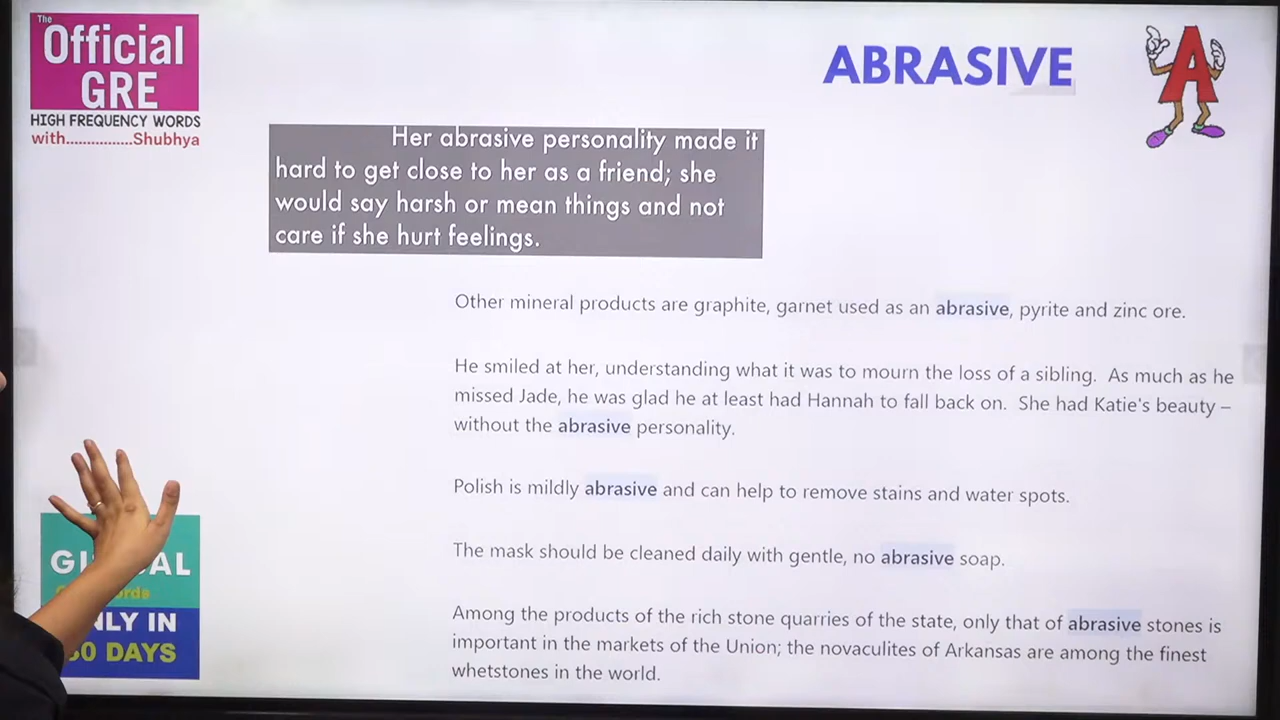 The
Official
GRE
HIGH FREQUENCY WORDS
with................Shubhya
ABRASIVE
A
Her abrasive personality made it
hard to get close to her as a friend; she
would say harsh or mean things and not
care if she hurt feelings.
Other mineral products are graphite, garnet used as an abrasive, pyrite and zinc ore.
He smiled at her, understanding what it was to mourn the loss of a sibling. As much as he
missed Jade, he was glad he at least had Hannah to fall back on. She had Katie's beauty –
without the abrasive personality.
Polish is mildly abrasive and can help to remove stains and water spots.
The mask should be cleaned daily with gentle, no abrasive soap.
Among the products of the rich stone quarries of the state, only that of abrasive stones is
important in the markets of the Union; the novaculites of Arkansas are among the finest
whetstones in the world.
IN
DAYS